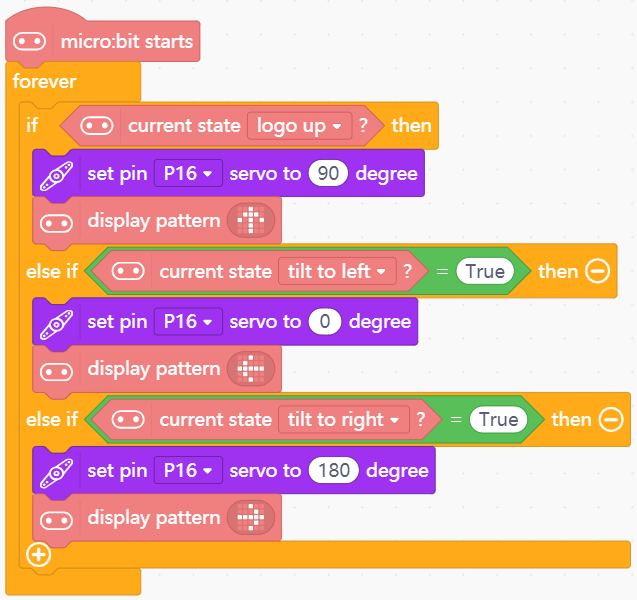 micro:bit starts
forever
if current state logo up ? then
set pin P16 servo to 90 degree
display pattern
else if current state tilt to left ? = True then
set pin P16 servo to 0 degree
display pattern
else if current state tilt to right ? = True then
set pin P16 servo to 180 degree
display pattern